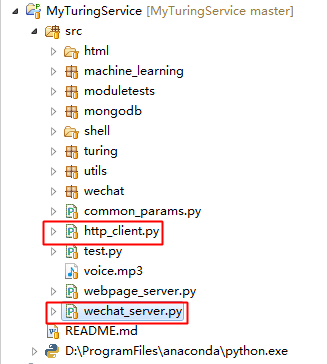 MyTuringService [MyTuringService master]
src
html
machine_learning
moduletests
mongodb
shell
turing
utils
wechat
common_params.py
http_client.py
test.py
voice.mp3
webpage_server.py
wechat_server.py
README.md
D:\ProgramFiles\anaconda\python.exe